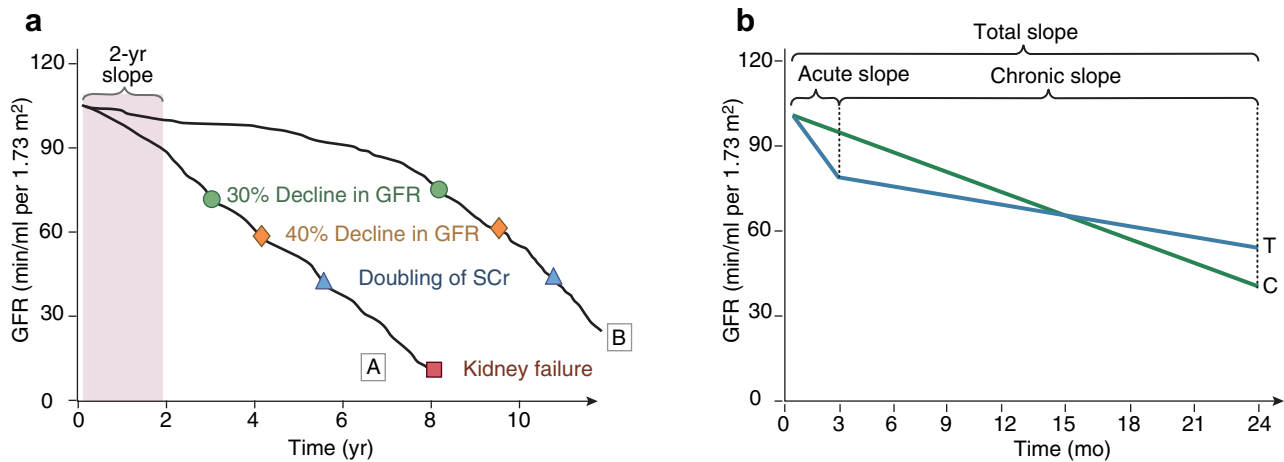 a
2-yr
slope
120
90
60
30
0
GFR (min/ml per 1.73 m²)
30% Decline in GFR
40% Decline in GFR
Doubling of SCr
Kidney failure
A
B
0 2 4 6 8 10
Time (yr)
b
Total slope
Acute slope Chronic slope
120
90
60
30
0
GFR (min/ml per 1.73 m²)
T
C
0 3 6 9 12 15 18 21 24
Time (mo)